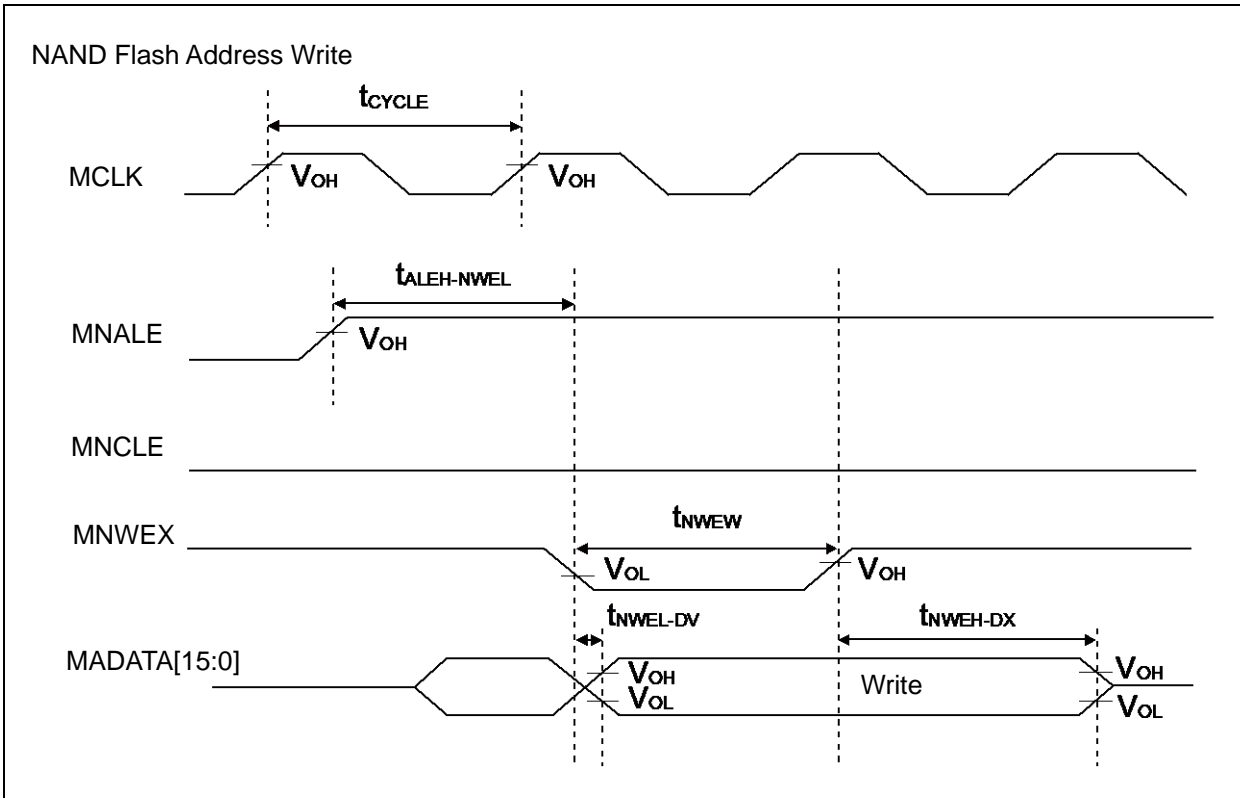 NAND Flash Address Write
tCYCLE
MCLK
VOH
VOH
tALEH-NWEL
MNALE
VOH
MNCLE
MNWEX
tNWEW
VOL
VOH
tNWEL-DV
tNWEH-DX
MADATA[15:0]
VOH
Write
VOH
VOL
VOL